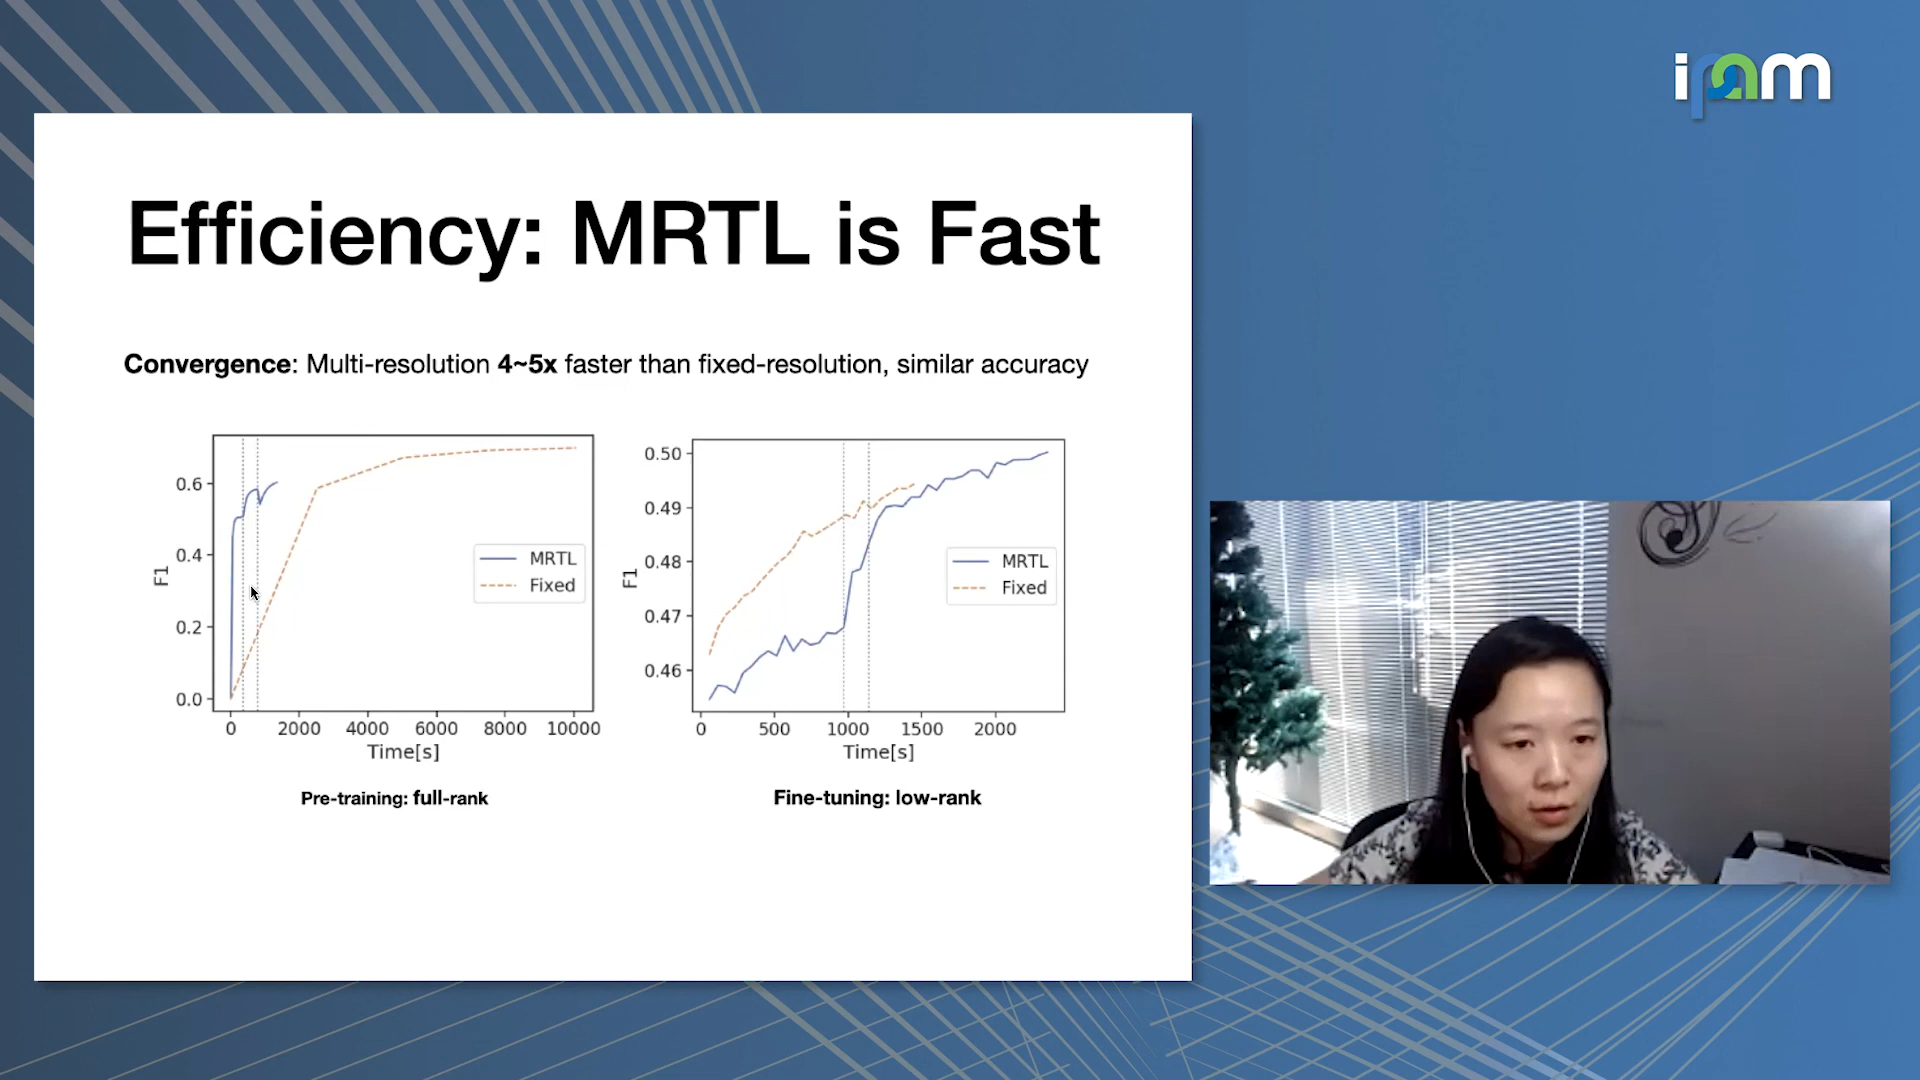 ipam
Efficiency: MRTL is Fast
Convergence: Multi-resolution 4~5x faster than fixed-resolution, similar accuracy
0.6
0.4
0.2
0.0
F1
MRTL
Fixed
0 2000 4000 6000 8000 10000
Time[s]
Pre-training: full-rank
0.50
0.49
0.48
0.47
0.46
F1
MRTL
Fixed
0 500 1000 1500 2000
Time[s]
Fine-tuning: low-rank